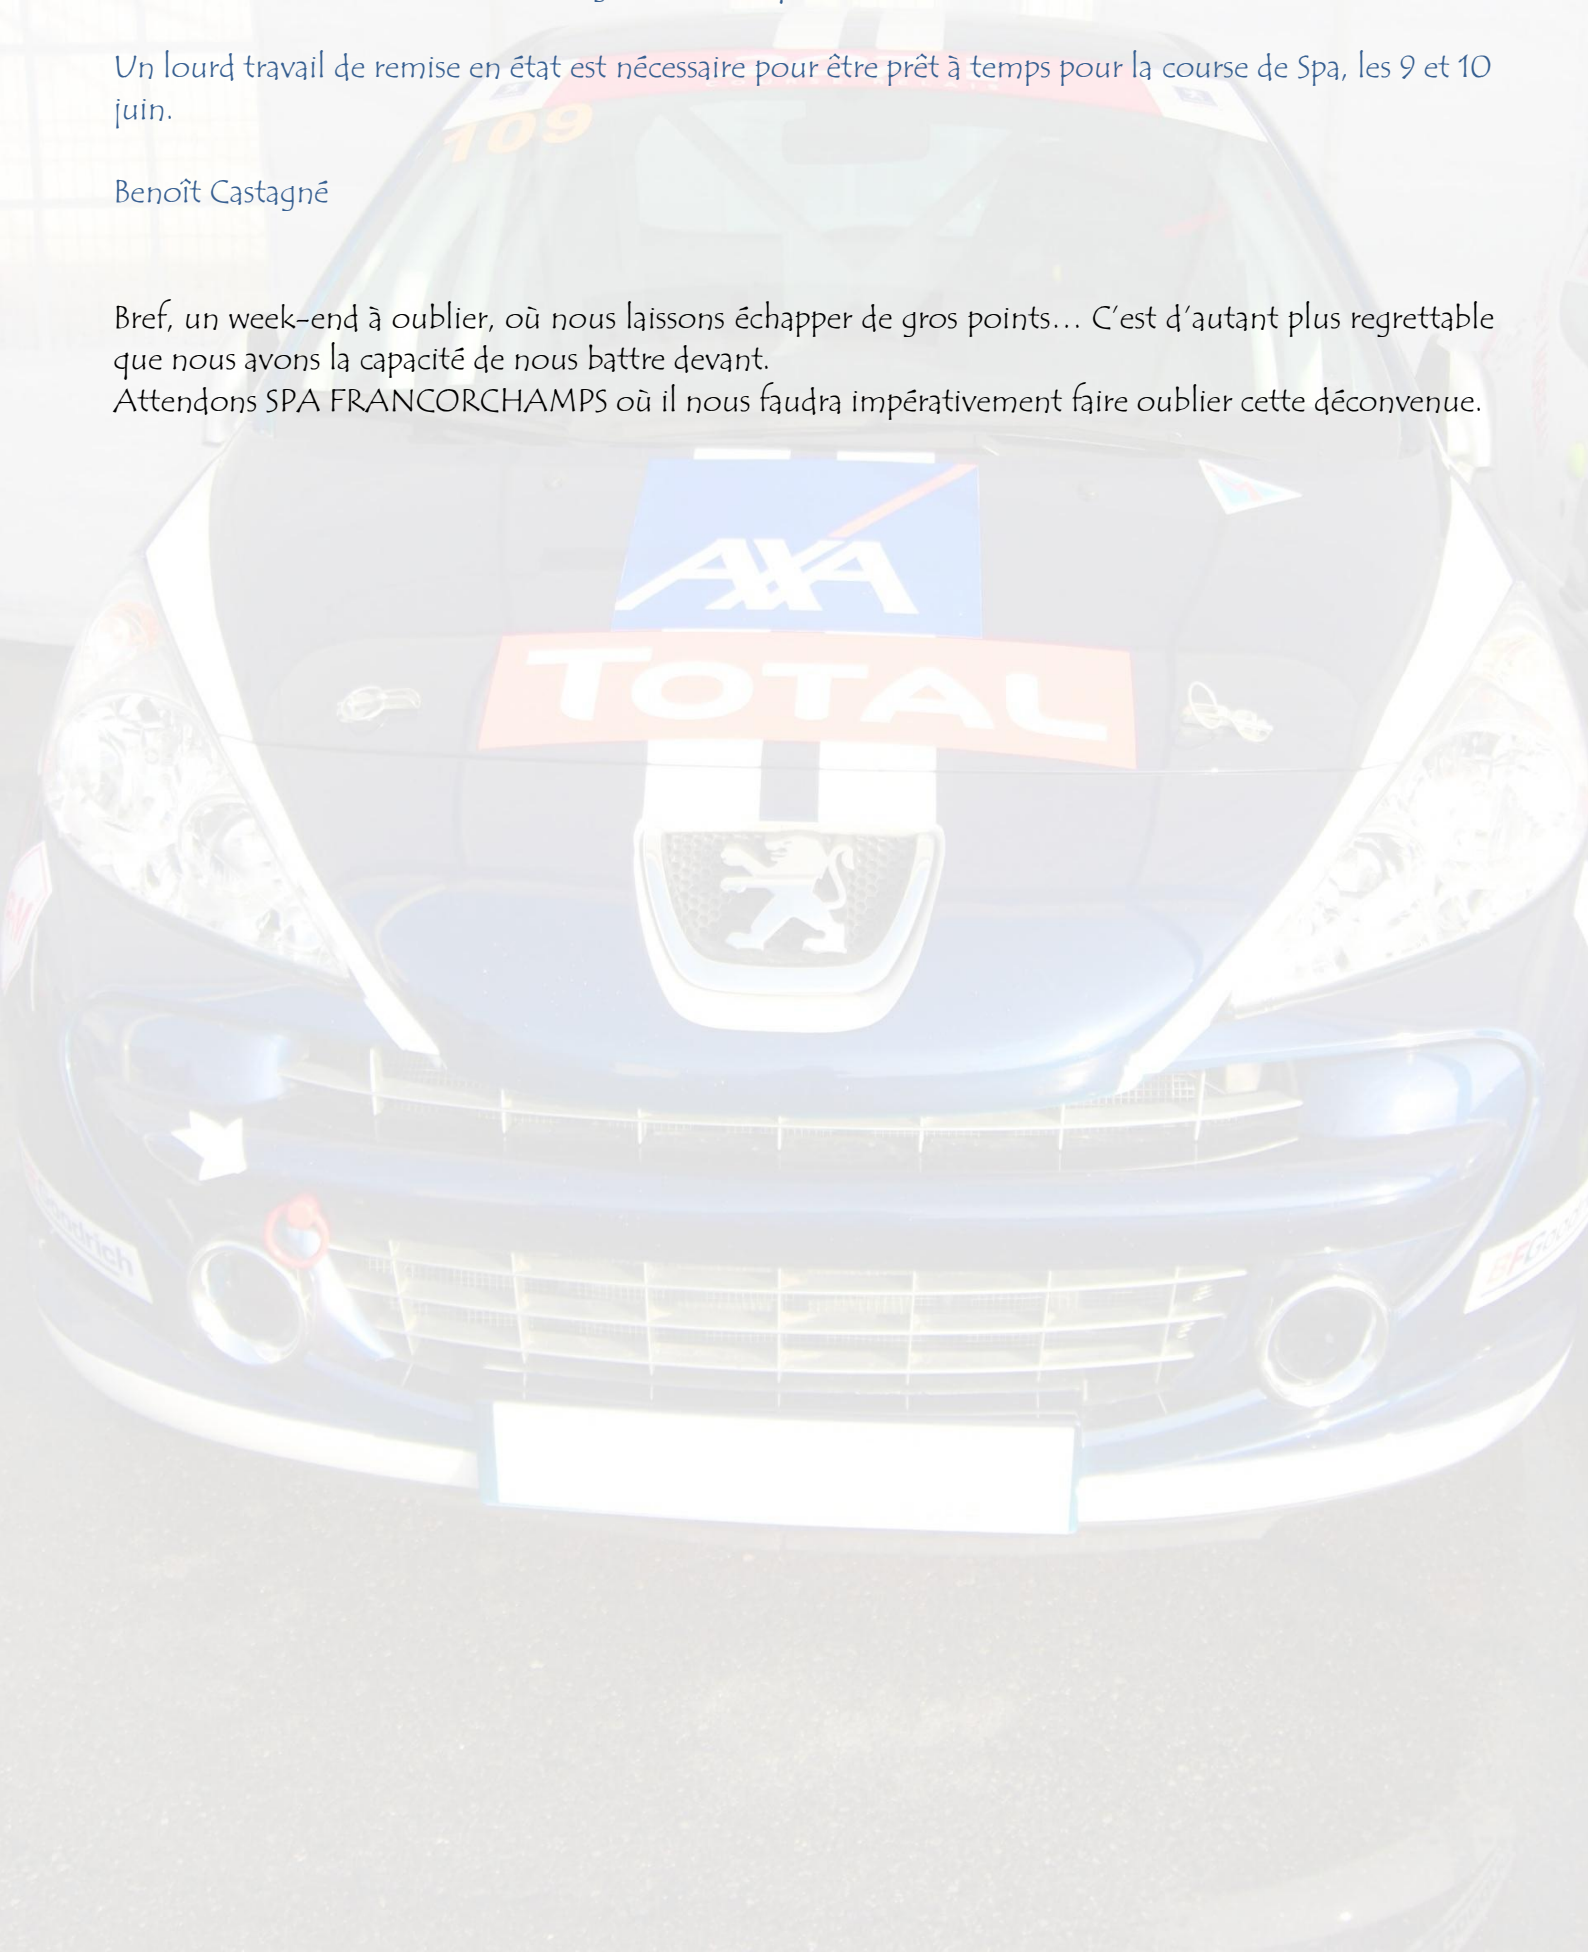 Un lourd travail de remise en état est nécessaire pour être prêt à temps pour la course de Spa, les 9 et 10
juin.
109
Benoît Castagné
Bref, un week-end à oublier, où nous laissons échapper de gros points... C'est d'autant plus regrettable
que nous avons la capacité de nous battre devant.
Attendons SPA FRANCORCHAMPS où il nous faudra impérativement faire oublier cette déconvenue.
AXA
TOTAL
BFGoodrich